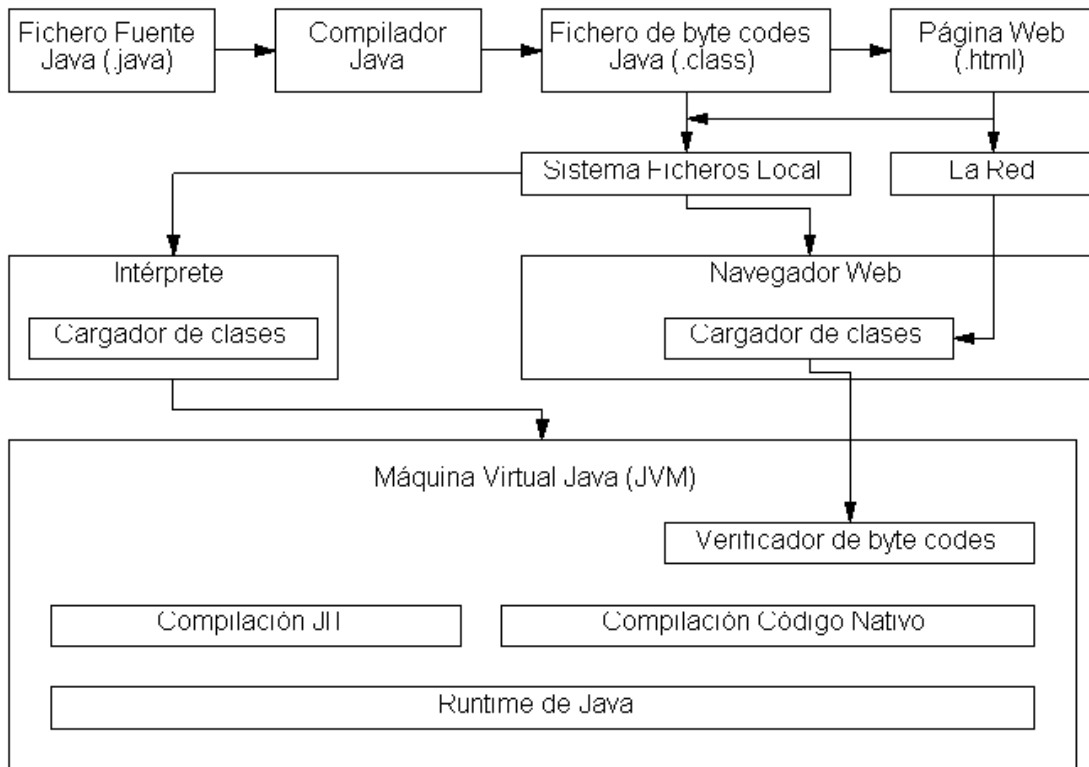 Fichero Fuente
Java (.java)
Compilador
Java
Fichero de byte codes
Java (.class)
Página Web
(.html)
Sistema Ficheros Local
La Red
Intérprete
Cargador de clases
Navegador Web
Cargador de clases
Máquina Virtual Java (JVM)
Verificador de byte codes
Compilación JIT
Compilación Código Nativo
Runtime de Java